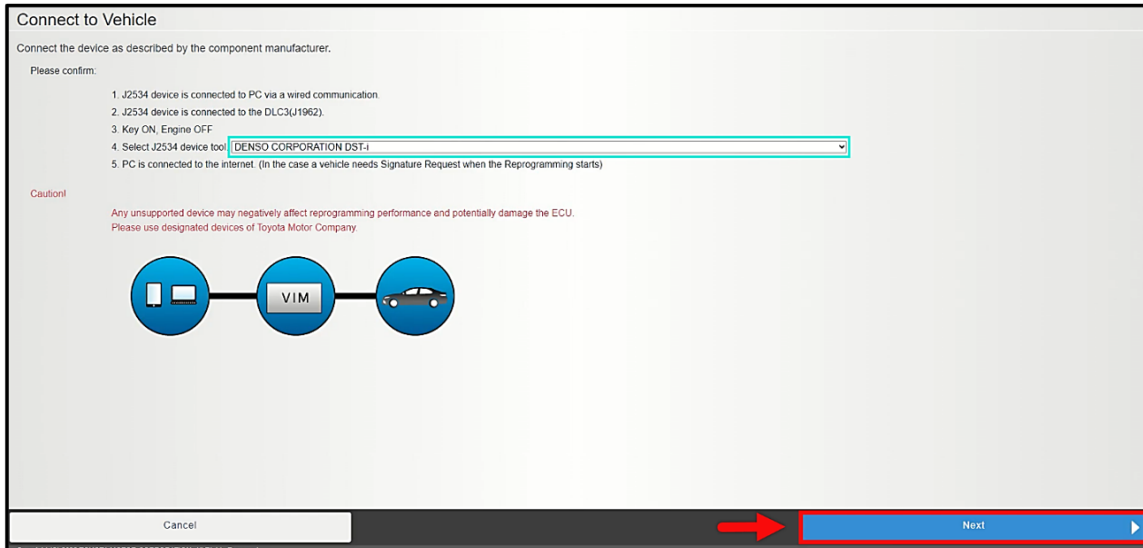 Connect to Vehicle
Connect the device as described by the component manufacturer.
Please confirm:
1. J2534 device is connected to PC via a wired communication.
2. J2534 device is connected to the DLC3(J1962).
3. Key ON, Engine OFF
4. Select J2534 device tool. DENSO CORPORATION DST-i
5. PC is connected to the internet. (In the case a vehicle needs Signature Request when the Reprogramming starts)
Caution!
Any unsupported device may negatively affect reprogramming performance and potentially damage the ECU.
Please use designated devices of Toyota Motor Company.
VIM
Cancel
Next